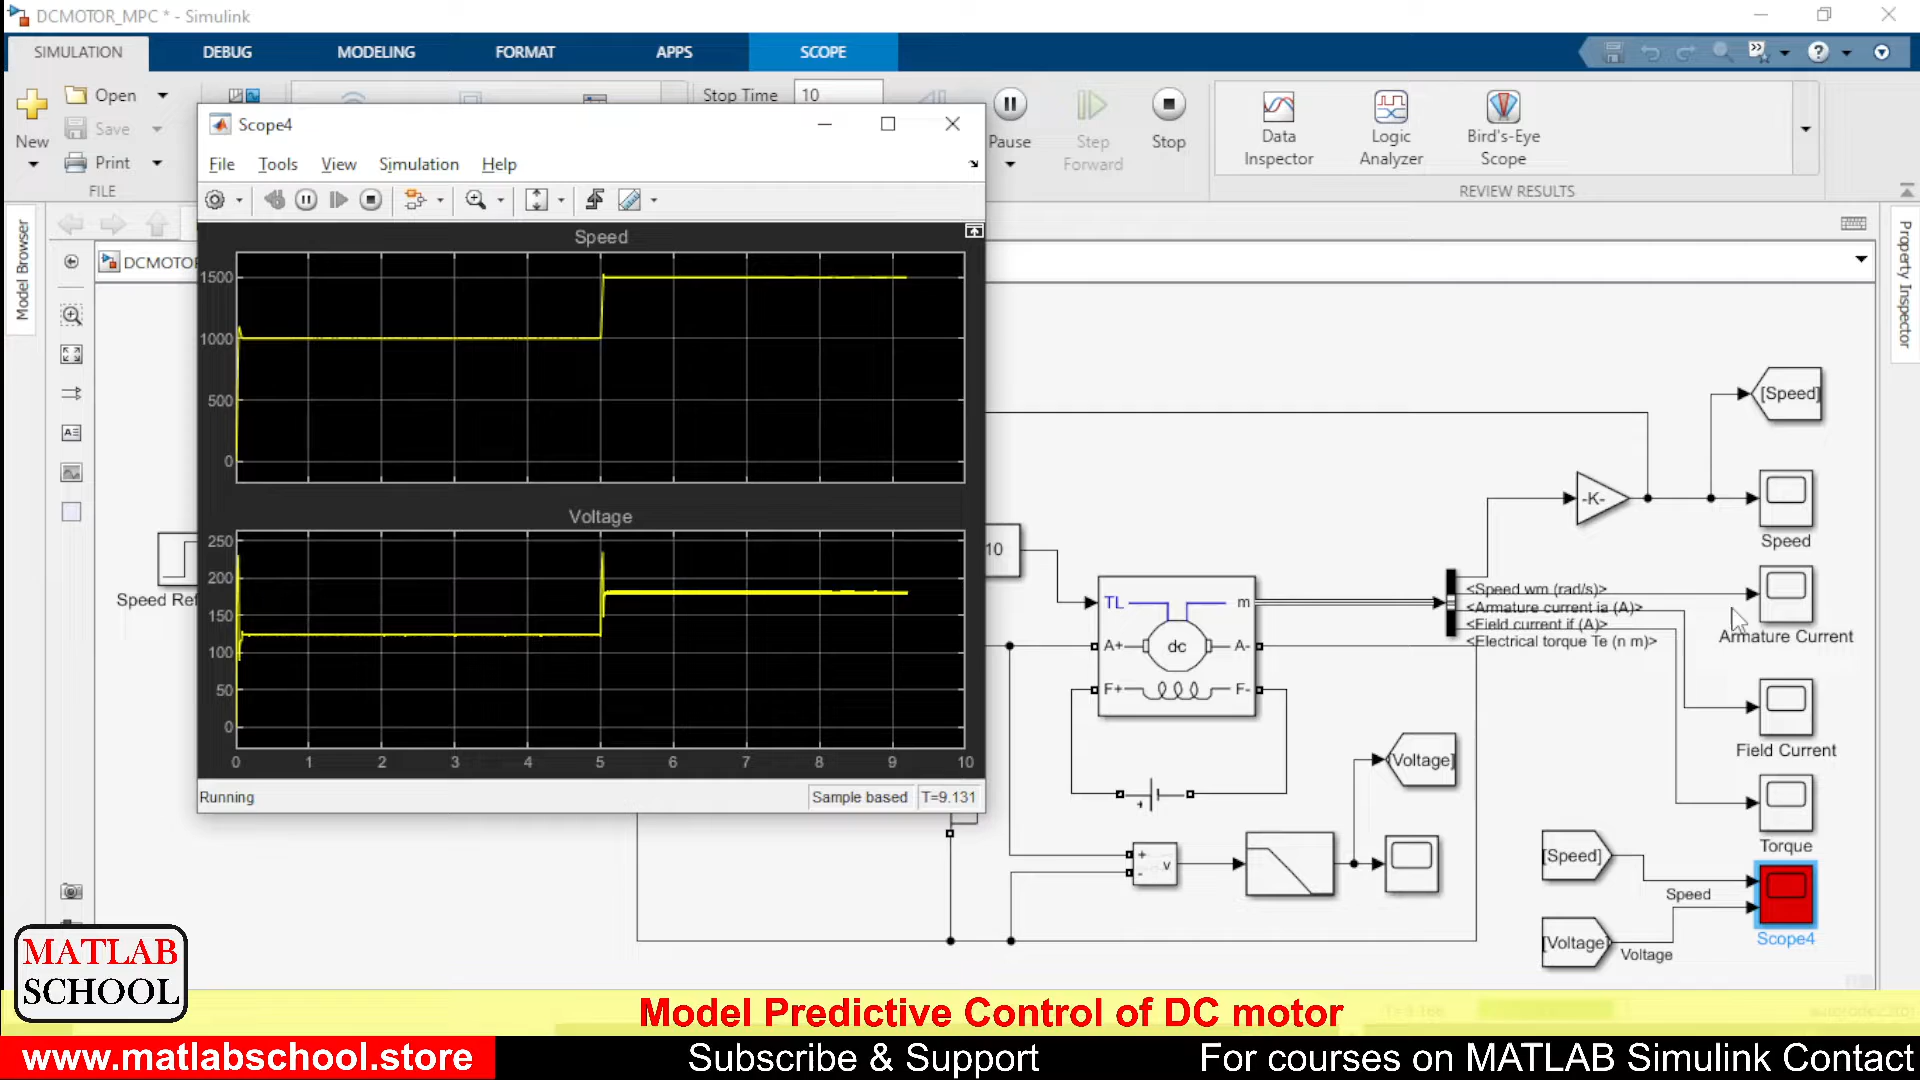 DCMOTOR_MPC * - Simulink
SIMULATION DEBUG MODELING FORMAT APPS SCOPE
New
Open
Save
Print
FILE
Stop Time 10
Pause
Step Forward
Stop
Data Inspector
Logic Analyzer
Bird's-Eye Scope
REVIEW RESULTS
Model Browser
Property Inspector
DCMOTO
Scope4
File Tools View Simulation Help
Speed
1500
1000
500
0
Voltage
250
200
150
100
50
0
0 1 2 3 4 5 6 7 8 9 10
Running
Sample based T=9.131
Speed Ref
10
TL m
A+ dc A-
F+ F-
+
<Speed wm (rad/s)>
<Armature current ia (A)>
<Field current if (A)>
<Electrical torque Te (n m)>
-K-
[Speed]
Speed
Armature Current
Field Current
Torque
[Voltage]
+ v
-
[Speed]
Speed
[Voltage]
Voltage
Scope4
MATLAB
SCHOOL
Model Predictive Control of DC motor
www.matlabschool.store Subscribe & Support For courses on MATLAB Simulink Contact